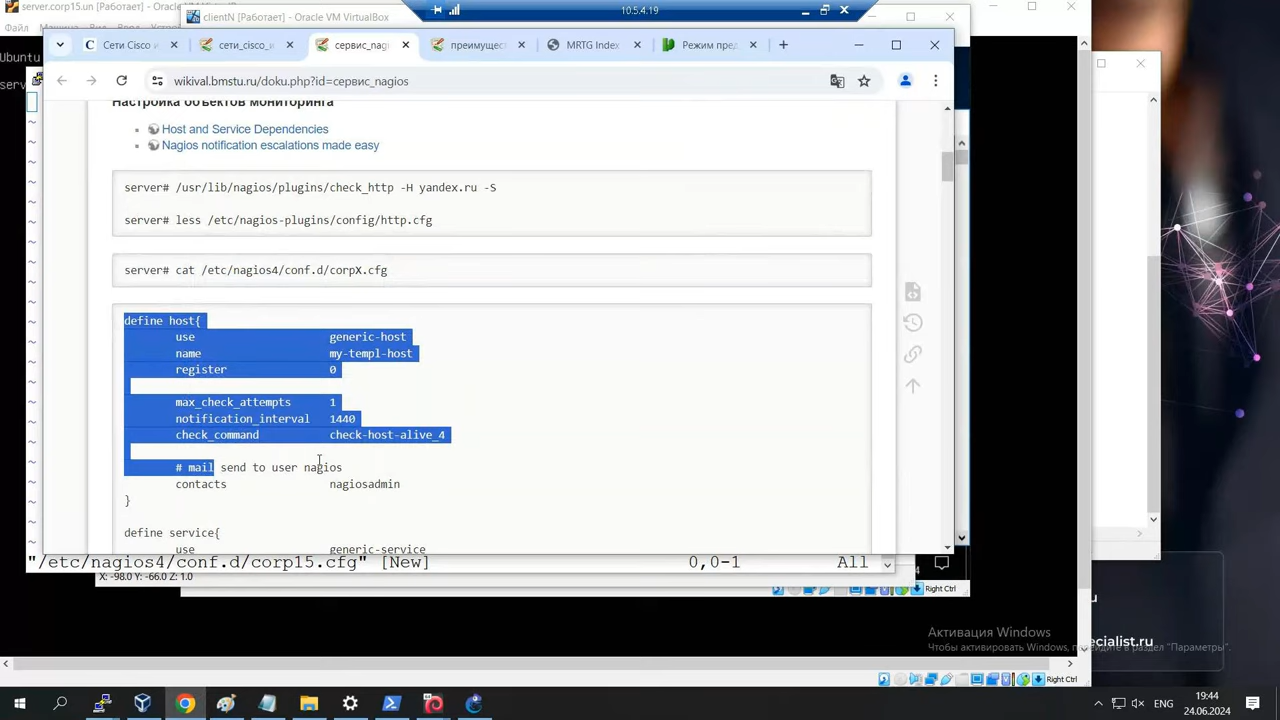 server.corp15.un [Работает] - Oracle VM VirtualBox
clientN [Работает] - Oracle VM VirtualBox
10.5.4.19
Машина
Сети Cisco и
сети_cisco
сервис_nag
преимущест
MRTG Index
Режим пред
wikival.bmstu.ru/doku.php?id=сервис_nagios
Ubuntu
serv
Настройка объектов мониторинга
Host and Service Dependencies
Nagios notification escalations made easy
server# /usr/lib/nagios/plugins/check_http -H yandex.ru -S
server# less /etc/nagios-plugins/config/http.cfg
server# cat /etc/nagios4/conf.d/corpX.cfg
define host{
use generic-host
name my-templ-host
register 0
max_check_attempts 1
notification_interval 1440
check_command check-host-alive_4
# mail send to user nagios
contacts nagiosadmin
}
define service{
use generic-service
"/etc/nagios4/conf.d/corp15.cfg" [New] 0,0-1 All
X: -98.0 Y: -66.0 Z: 1.0
Right Ctrl
Активация Windows
Чтобы активировать Windows, перейдите в раздел "Параметры".
ecialist.ru
Right Ctrl
ENG
19:44
24.06.2024